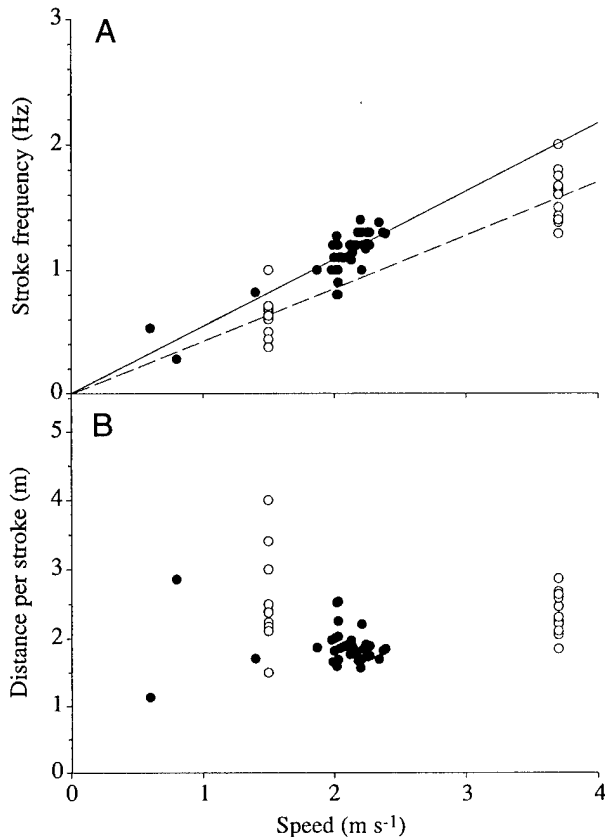 A
3
2
1
0
Stroke frequency (Hz)
B
5
4
3
2
1
0
Distance per stroke (m)
0 1 2 3 4
Speed (m s⁻¹)